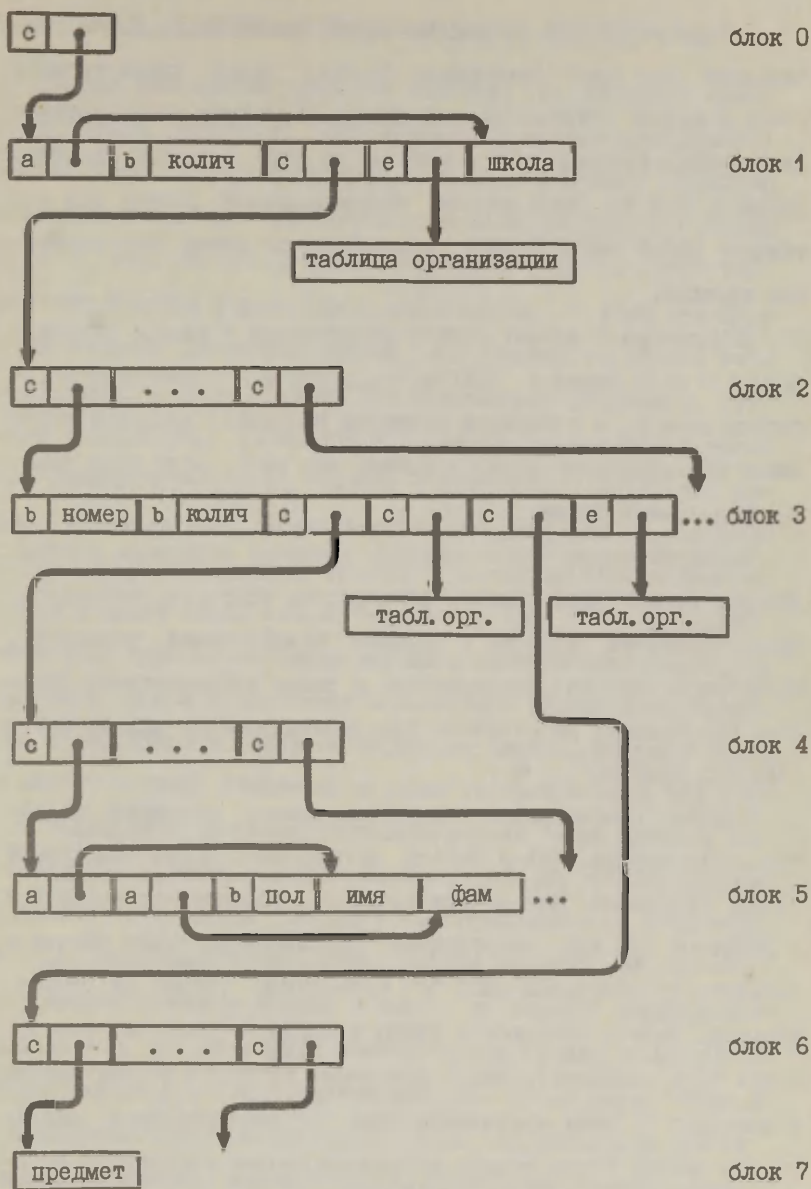 c блок 0
a b колич c e школа блок 1
таблица организации
c . . . c блок 2
b номер b колич c c c e ... блок 3
табл.орг. табл.орг.
c . . . c блок 4
a a b пол имя фам ... блок 5
c . . . c блок 6
предмет блок 7